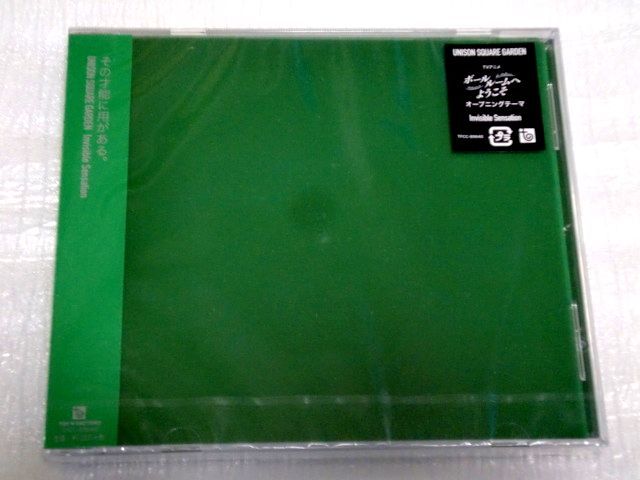 その才能に用がある。
UNISON SQUARE GARDEN Invisible Sensation
UNISON SQUARE GARDEN
TVアニメ
ボールルームへ
ようこそ
オープニングテーマ
Invisible Sensation
プラ